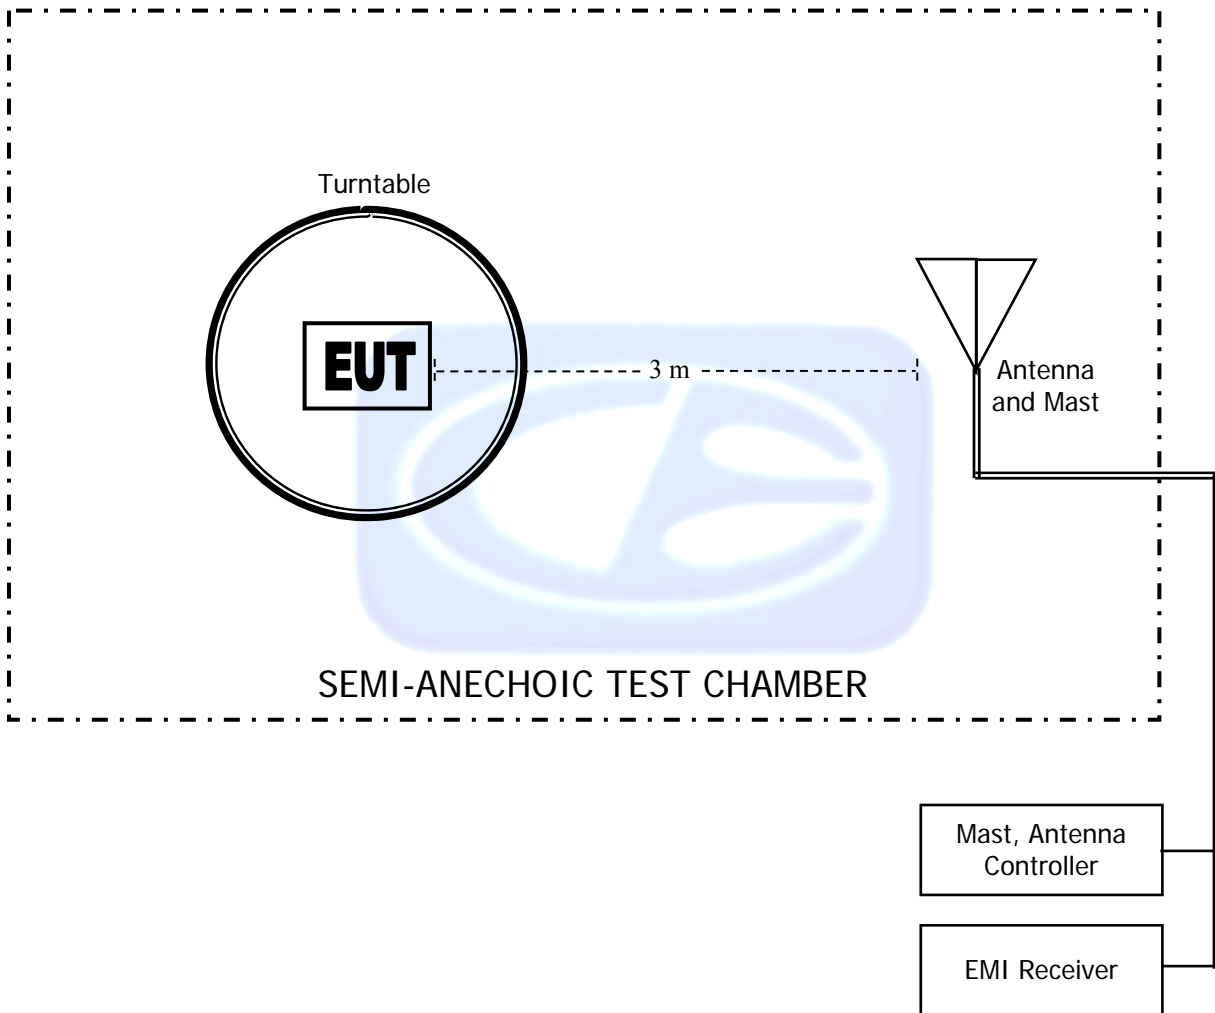 Turntable
EUT
3 m
Antenna
and Mast
SEMI-ANECHOIC TEST CHAMBER
Mast, Antenna
Controller
EMI Receiver